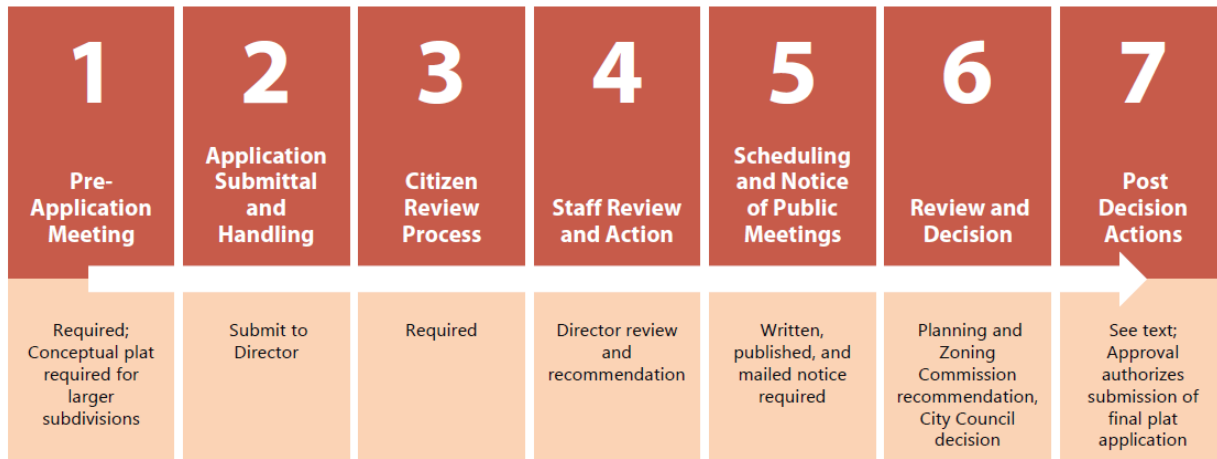 1
Pre-
Application
Meeting
Required;
Conceptual plat
required for
larger
subdivisions
2
Application
Submittal
and
Handling
Submit to
Director
3
Citizen
Review
Process
Required
4
Staff Review
and Action
Director review
and
recommendation
5
Scheduling
and Notice
of Public
Meetings
Written,
published, and
mailed notice
required
6
Review and
Decision
Planning and
Zoning
Commission
recommendation,
City Council
decision
7
Post
Decision
Actions
See text;
Approval
authorizes
submission of
final plat
application